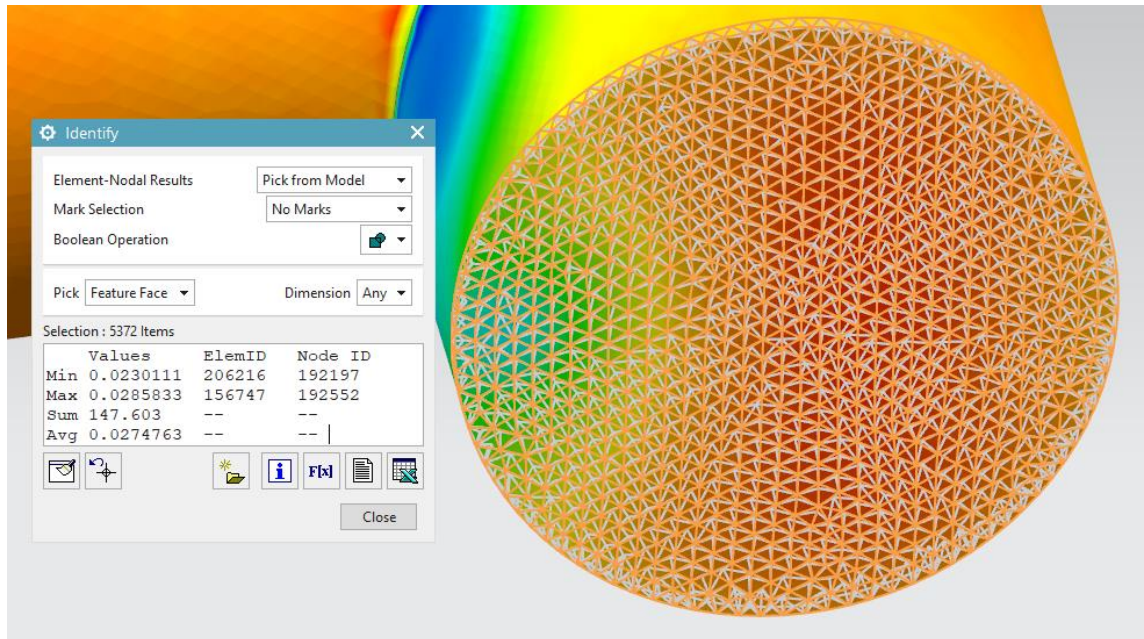 Identify
Element-Nodal Results Pick from Model
Mark Selection No Marks
Boolean Operation
Pick Feature Face Dimension Any
Selection : 5372 Items
Values ElemID Node ID
Min 0.0230111 206216 192197
Max 0.0285833 156747 192552
Sum 147.603 -- --
Avg 0.0274763 -- --
i F[x]
Close